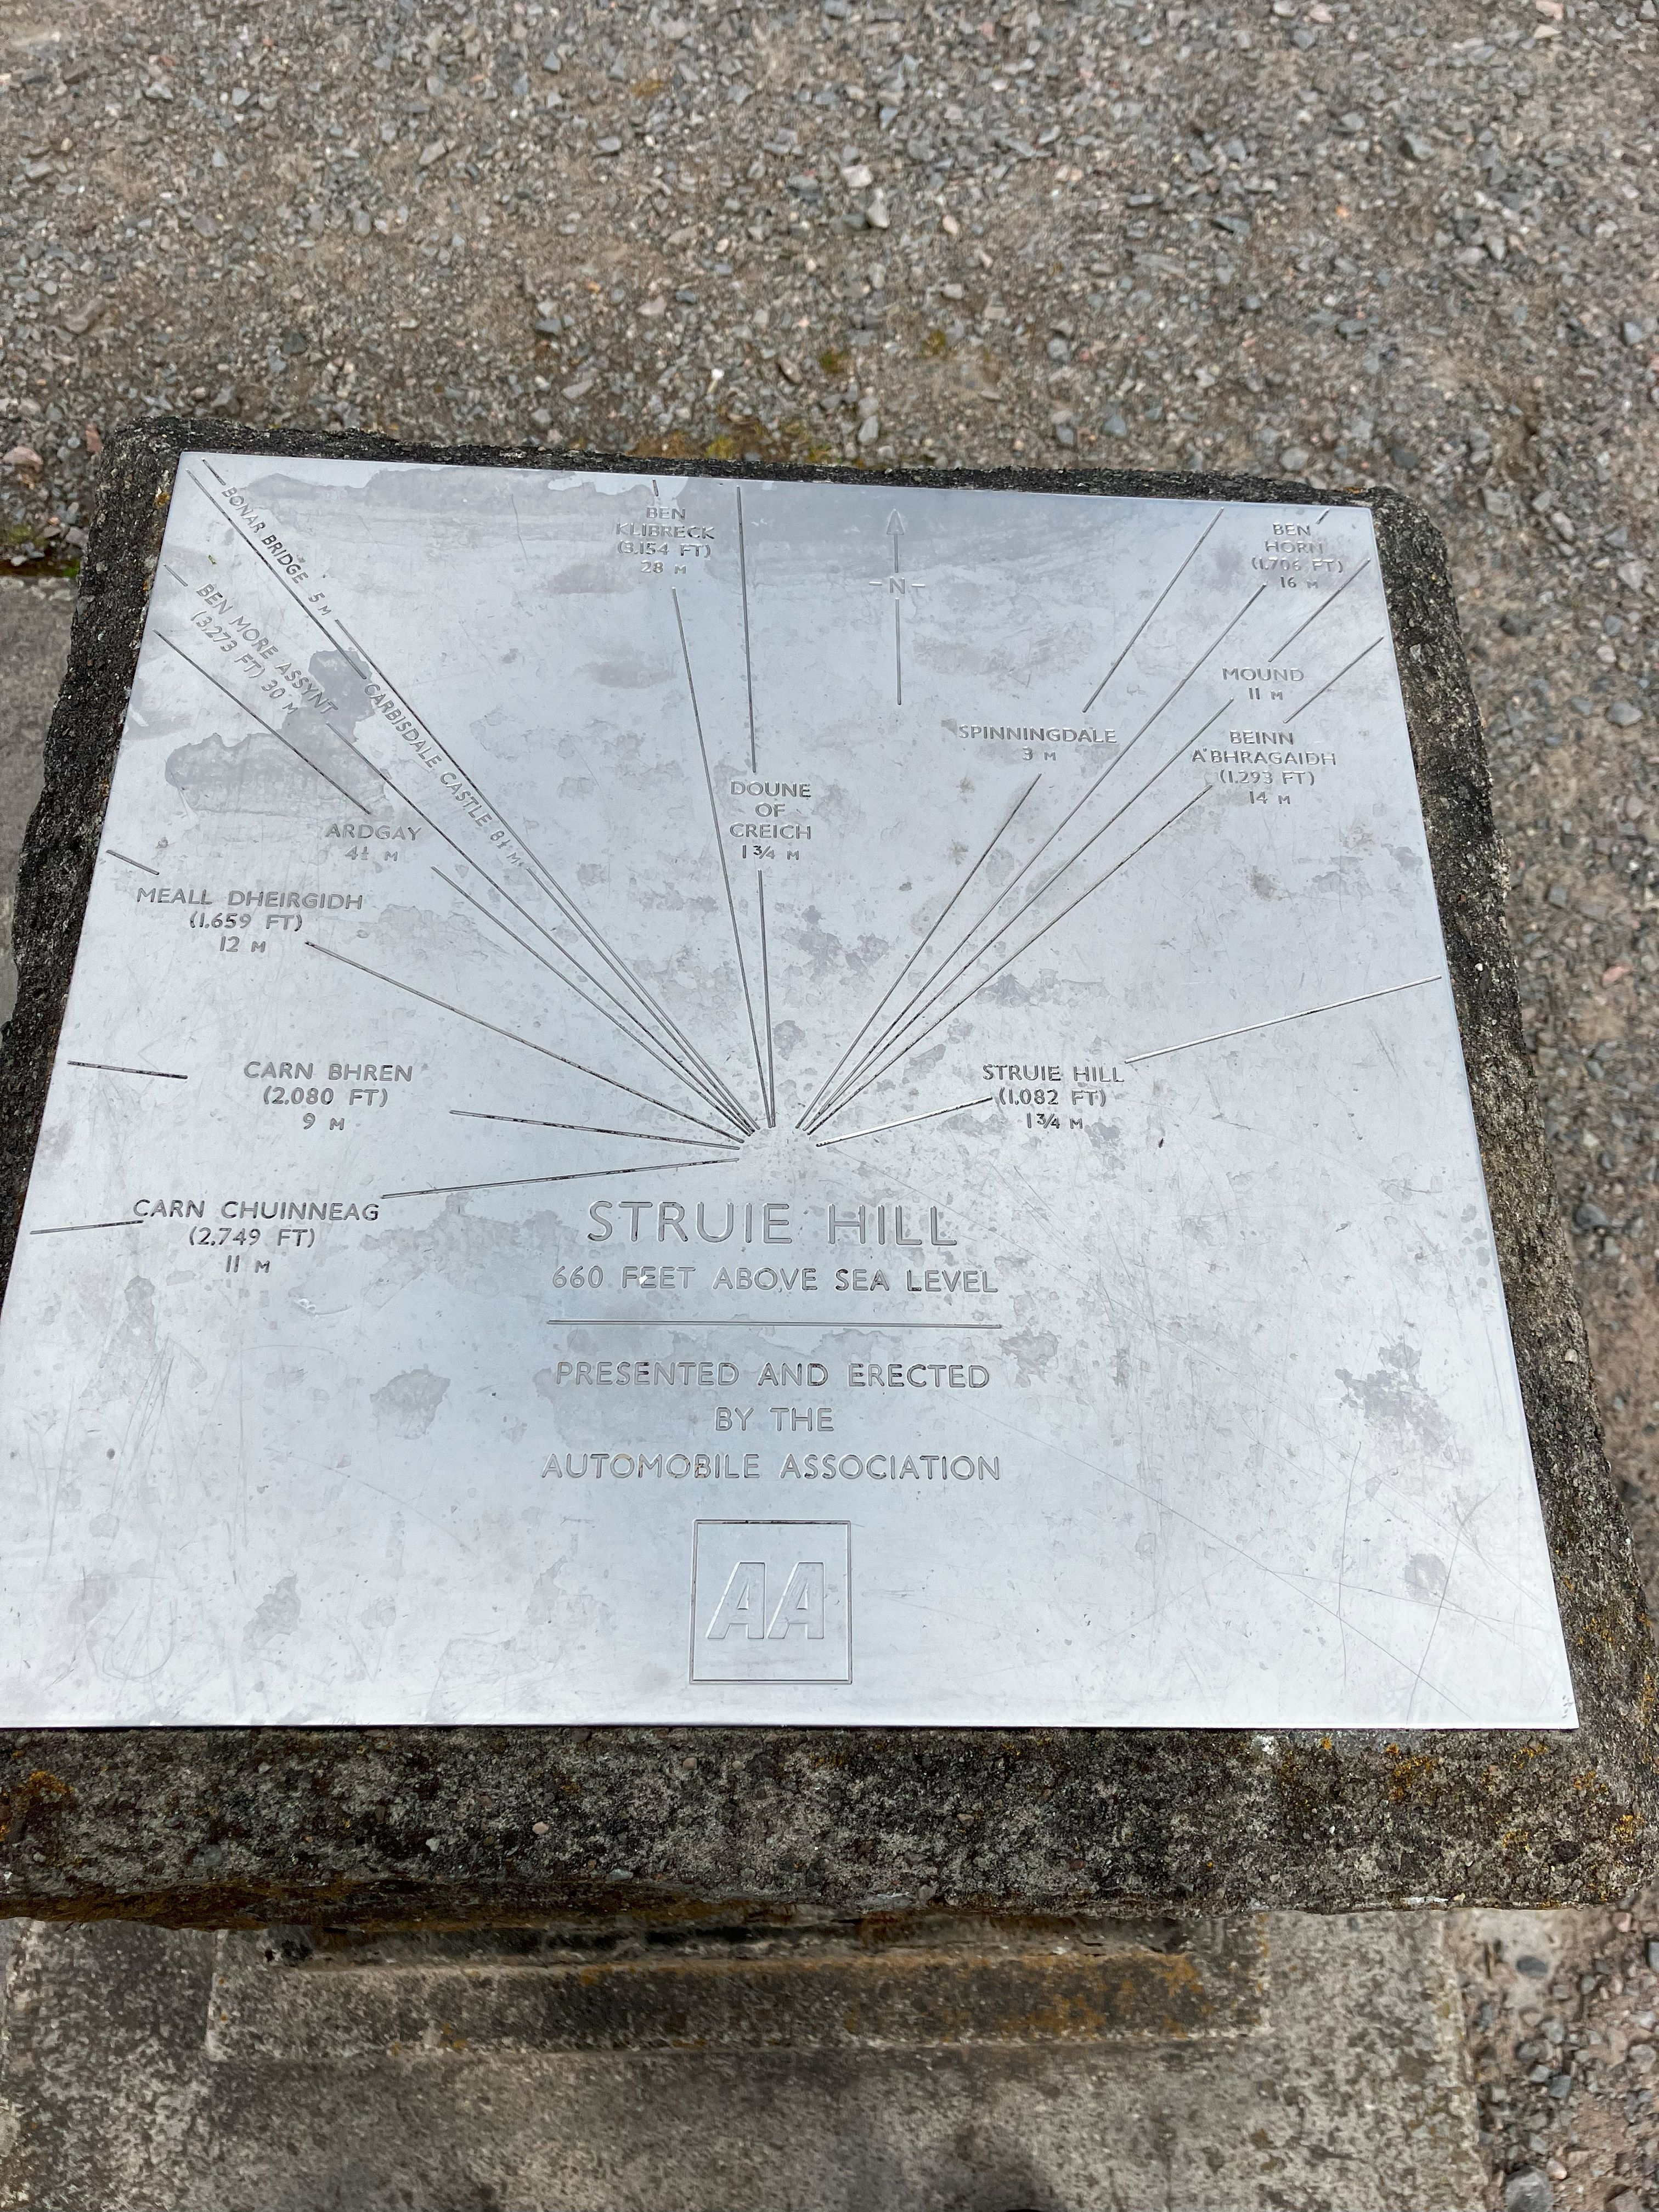 BONAR BRIDGE 5 M
CARBISDALE CASTLE 8½ M
BEN MORE ASSYNT
(3,273 FT) 30 M
ARDGAY
4½ M
MEALL DHEIRGIDH
(1,659 FT)
12 M
CARN BHREN
(2,080 FT)
9 M
CARN CHUINNEAG
(2,749 FT)
11 M
BEN
KLIBRECK
(3,154 FT)
28 M
DOUNE
OF
CREICH
1¾ M
N
SPINNINGDALE
3 M
BEN
HORN
(1,706 FT)
16 M
MOUND
11 M
BEINN
A'BHRAGAIDH
(1,293 FT)
14 M
STRUIE HILL
(1,082 FT)
1¾ M
STRUIE HILL
660 FEET ABOVE SEA LEVEL
PRESENTED AND ERECTED
BY THE
AUTOMOBILE ASSOCIATION
AA